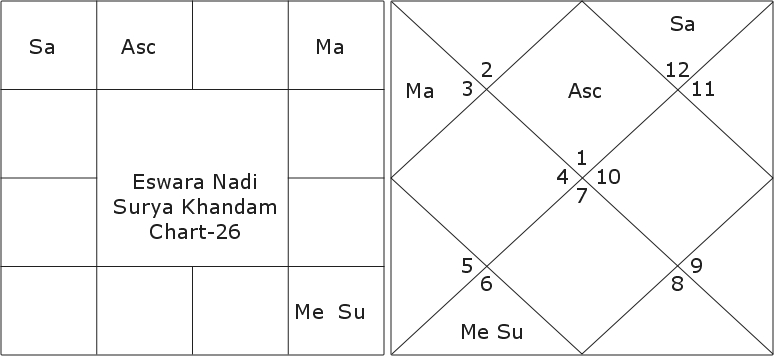 Sa Asc Ma
Eswara Nadi
Surya Khandam
Chart-26
Me Su
Sa
2 12
Ma 3 Asc 11
1
4 10
7
5 9
6 8
Me Su